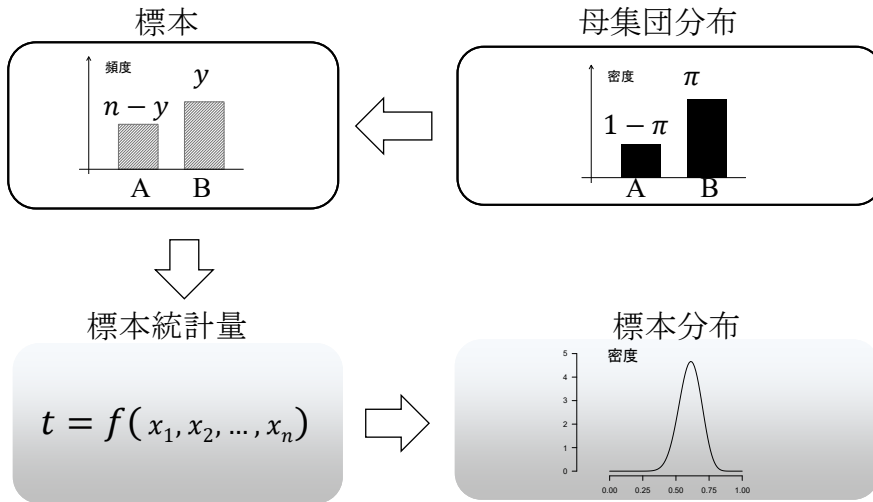 標本
頻度
n − y
y
A
B
母集団分布
密度
1 − π
π
A
B
標本統計量
t = f( x₁, x₂, … , xₙ)
標本分布
密度
5
4
3
2
1
0
0.00 0.25 0.50 0.75 1.00